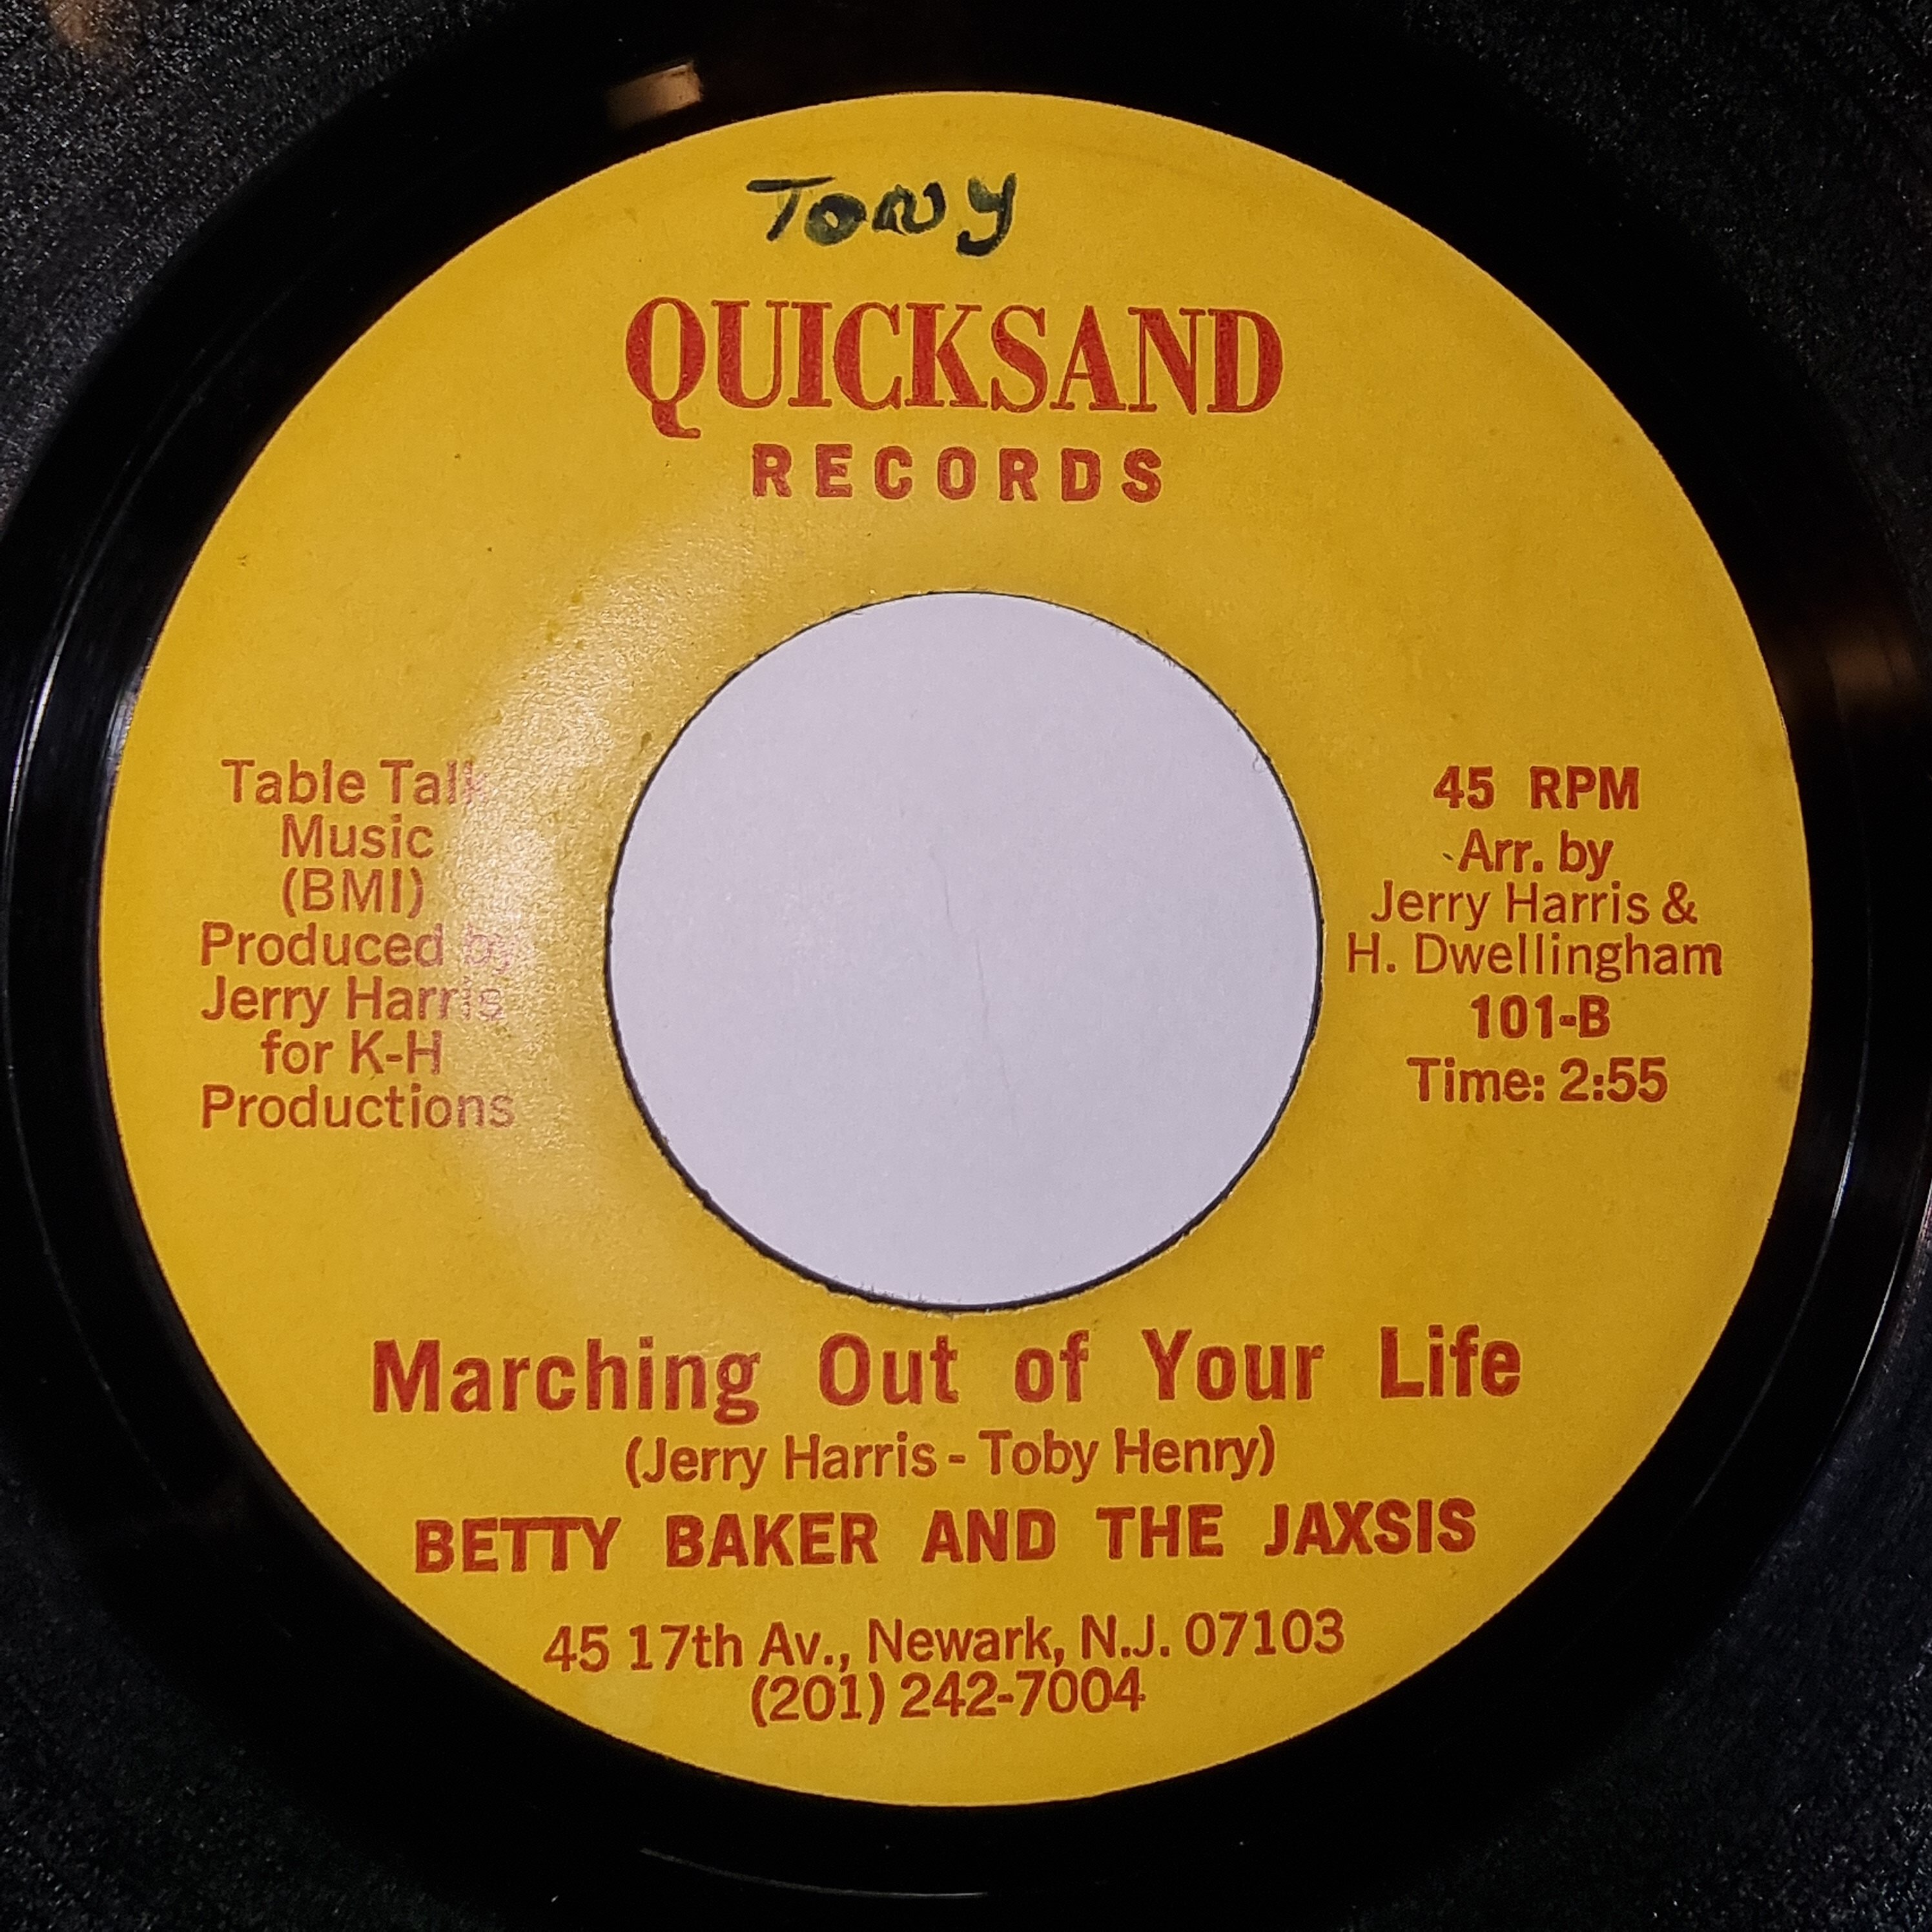 Tony
QUICKSAND
RECORDS
Table Talk
Music
(BMI)
Produced by
Jerry Harris
for K-H
Productions
45 RPM
Arr. by
Jerry Harris &
H. Dwellingham
101-B
Time: 2:55
Marching Out of Your Life
(Jerry Harris - Toby Henry)
BETTY BAKER AND THE JAXSIS
45 17th Av., Newark, N.J. 07103
(201) 242-7004